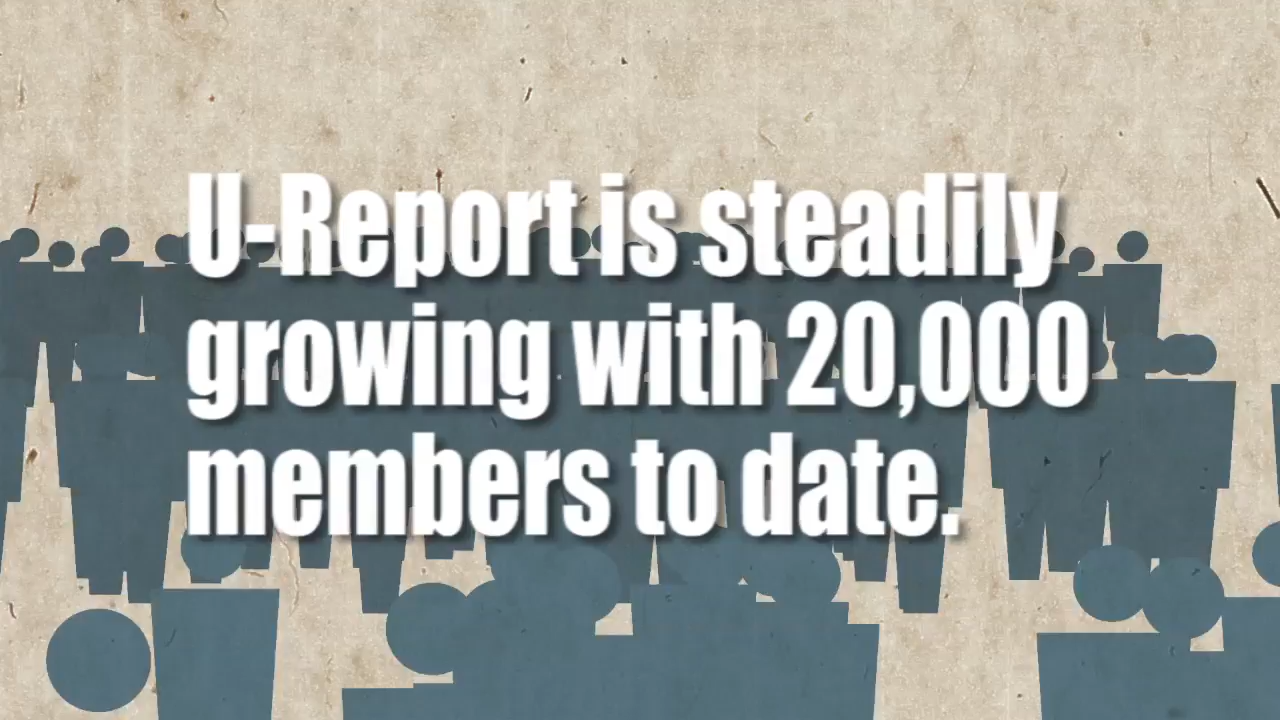 U-Report is steadily
growing with 20,000
members to date.